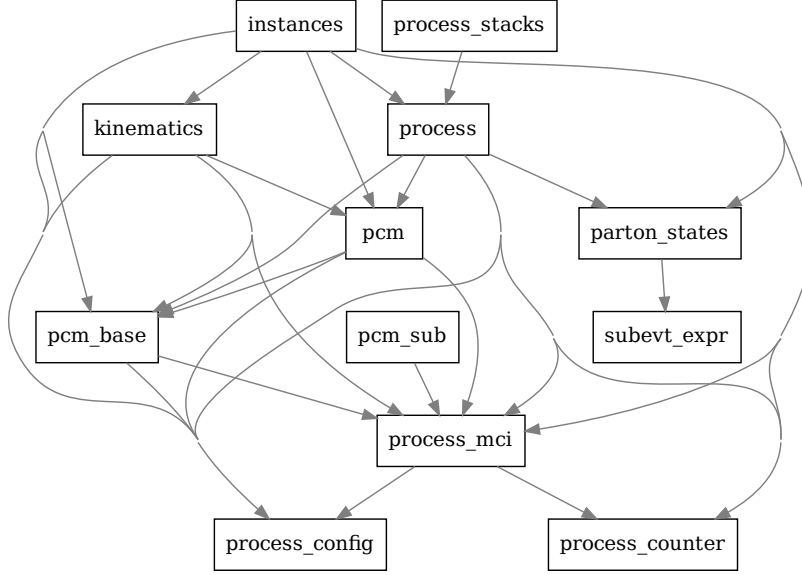 instances
process_stacks
kinematics
process
pcm
parton_states
pcm_base
pcm_sub
subevt_expr
process_mci
process_config
process_counter